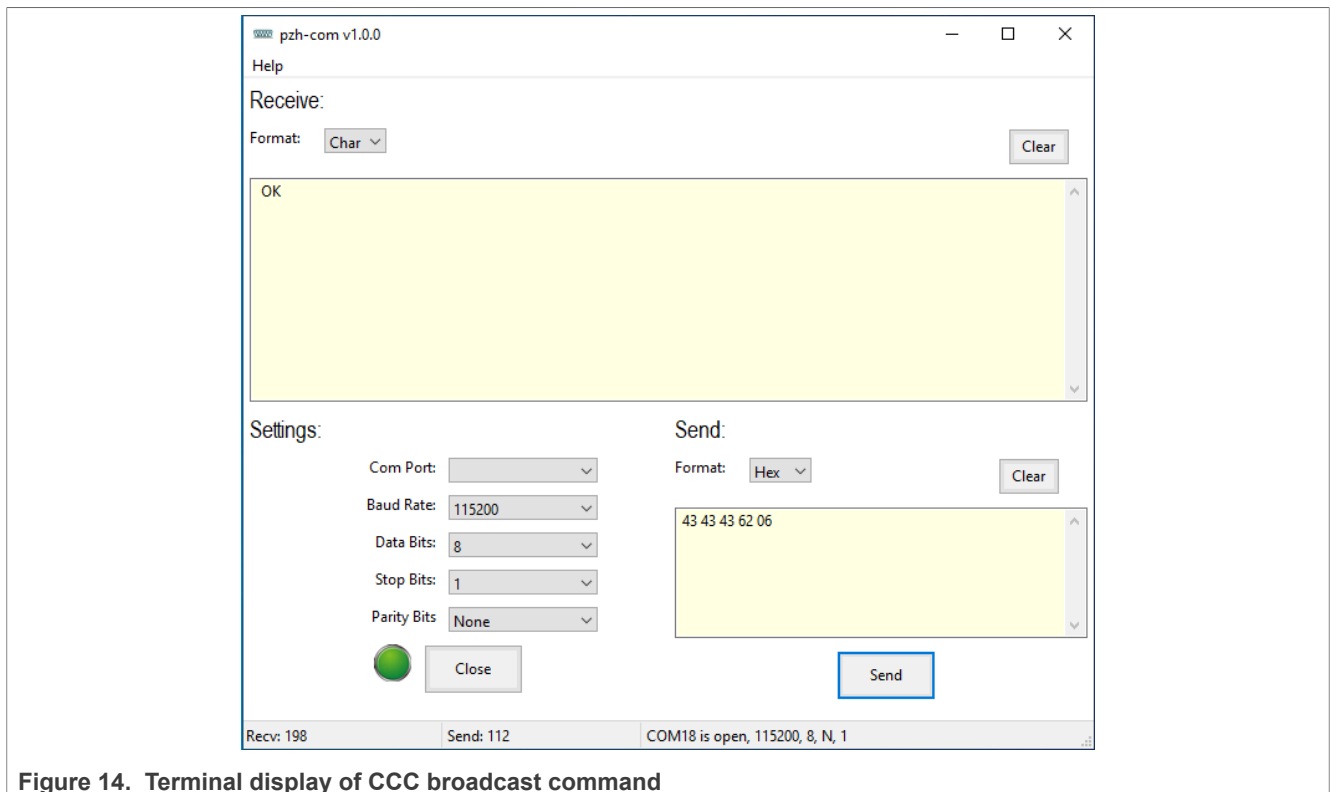 pzh-com v1.0.0
Help
Receive:
Format: Char Clear
OK
Settings: Send:
Com Port: Format: Hex Clear
Baud Rate: 115200
43 43 43 62 06
Data Bits: 8
Stop Bits: 1
Parity Bits None
Close Send
Recv: 198 Send: 112 COM18 is open, 115200, 8, N, 1
Figure 14. Terminal display of CCC broadcast command